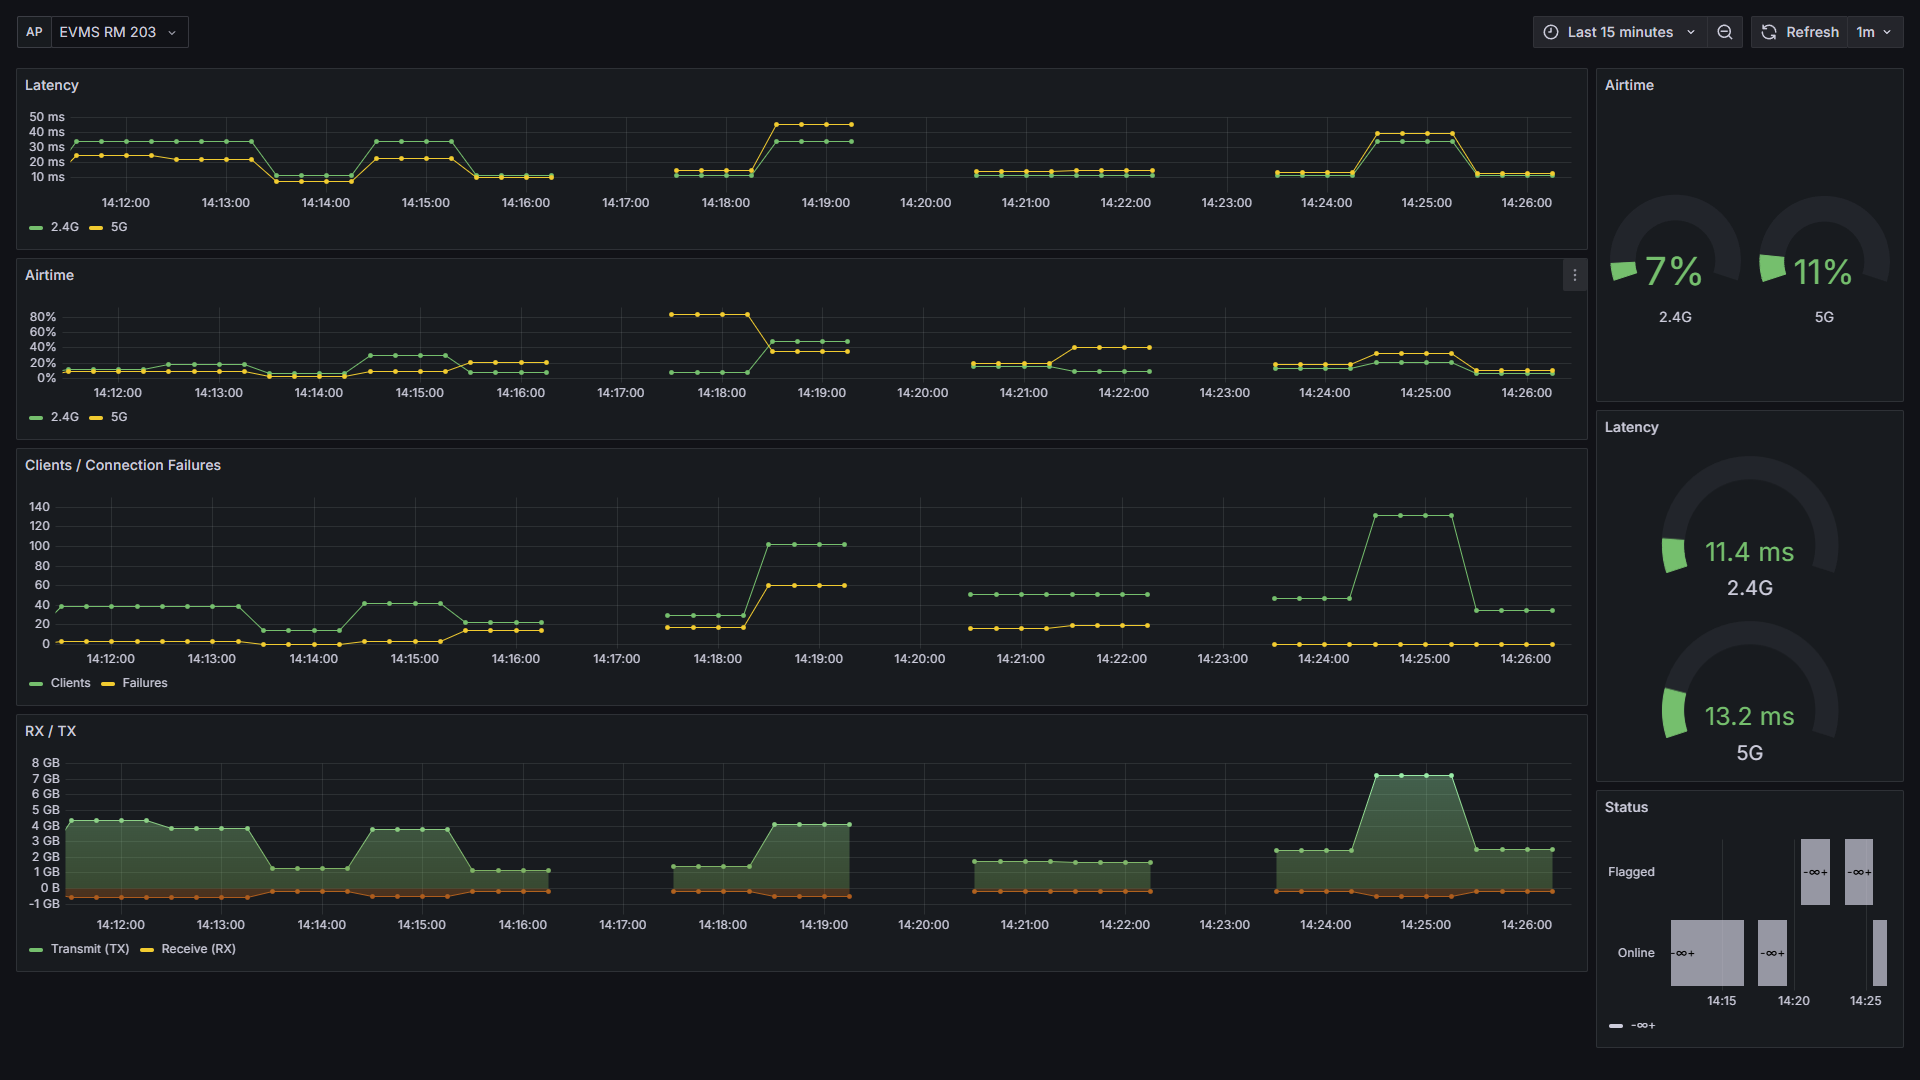 AP EVMS RM 203
Last 15 minutes Refresh 1m
Latency
50 ms
40 ms
30 ms
20 ms
10 ms
14:12:00 14:13:00 14:14:00 14:15:00 14:16:00 14:17:00 14:18:00 14:19:00 14:20:00 14:21:00 14:22:00 14:23:00 14:24:00 14:25:00 14:26:00
2.4G 5G
Airtime
80%
60%
40%
20%
0%
14:12:00 14:13:00 14:14:00 14:15:00 14:16:00 14:17:00 14:18:00 14:19:00 14:20:00 14:21:00 14:22:00 14:23:00 14:24:00 14:25:00 14:26:00
2.4G 5G
Clients / Connection Failures
140
120
100
80
60
40
20
0
14:12:00 14:13:00 14:14:00 14:15:00 14:16:00 14:17:00 14:18:00 14:19:00 14:20:00 14:21:00 14:22:00 14:23:00 14:24:00 14:25:00 14:26:00
Clients Failures
RX / TX
8 GB
7 GB
6 GB
5 GB
4 GB
3 GB
2 GB
1 GB
0 B
-1 GB
14:12:00 14:13:00 14:14:00 14:15:00 14:16:00 14:17:00 14:18:00 14:19:00 14:20:00 14:21:00 14:22:00 14:23:00 14:24:00 14:25:00 14:26:00
Transmit (TX) Receive (RX)
Airtime
7% 11%
2.4G 5G
Latency
11.4 ms
2.4G
13.2 ms
5G
Status
Flagged -∞+ -∞+
Online -∞+ -∞+
14:15 14:20 14:25
-∞+